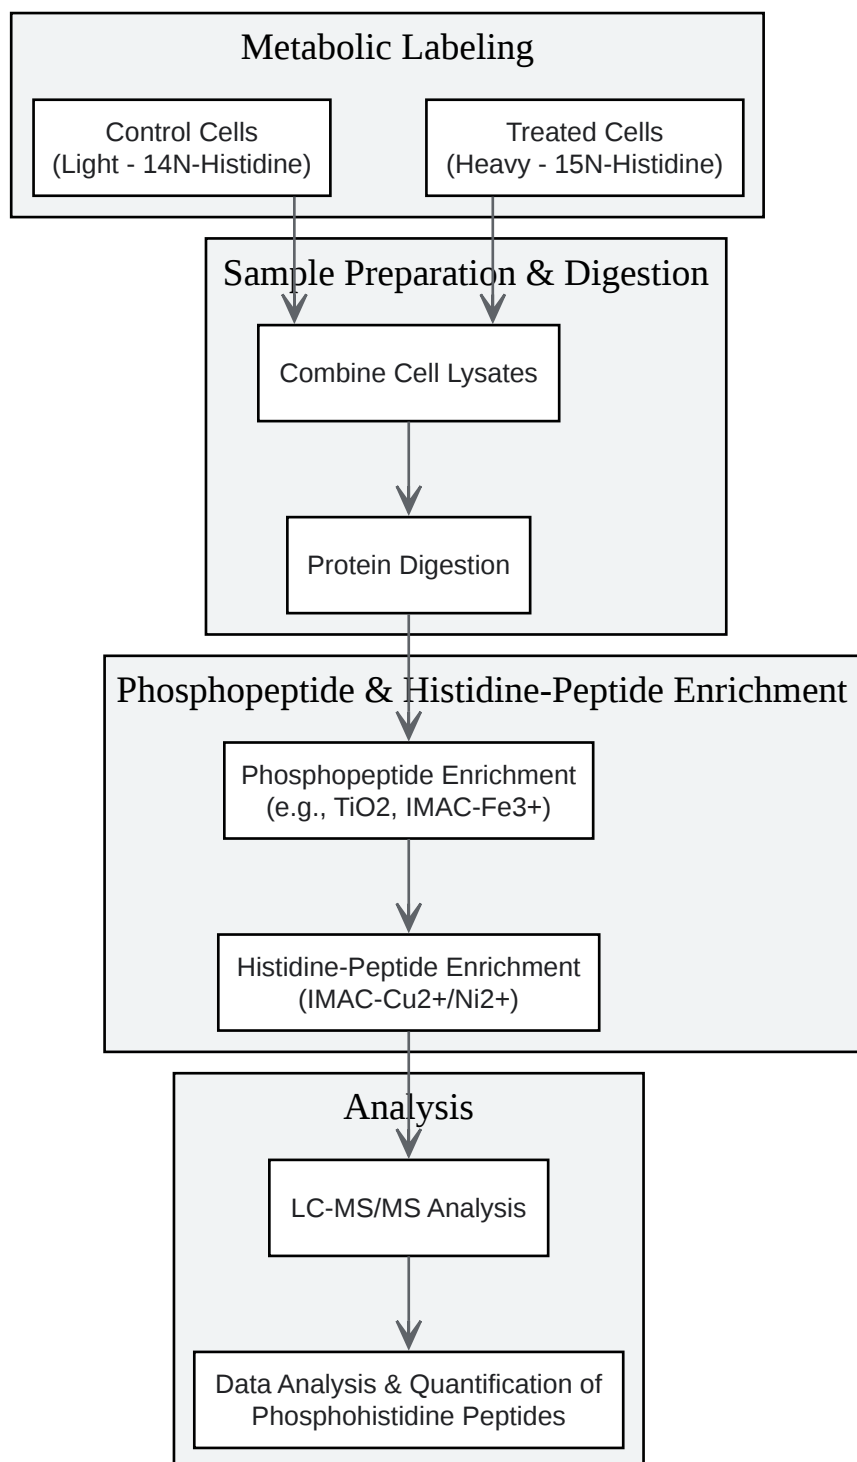 Metabolic Labeling
Control Cells
(Light - 14N-Histidine)
Treated Cells
(Heavy - 15N-Histidine)
Sample Preparation & Digestion
Combine Cell Lysates
Protein Digestion
Phosphopeptide & Histidine-Peptide Enrichment
Phosphopeptide Enrichment
(e.g., TiO2, IMAC-Fe3+)
Histidine-Peptide Enrichment
(IMAC-Cu2+/Ni2+)
Analysis
LC-MS/MS Analysis
Data Analysis & Quantification of
Phosphohistidine Peptides